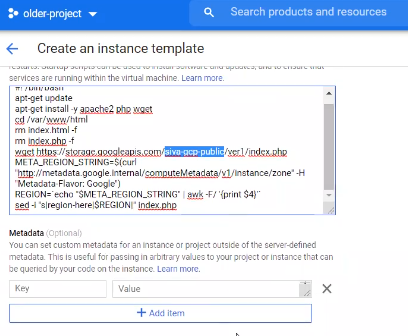 older-project
Search products and resources
Create an instance template
restarts. Startup scripts can be used to install software and updates, and to ensure that
services are running within the virtual machine. Learn more.
#! /bin/bash
apt-get update
apt-get install -y apache2 php wget
cd /var/www/html
rm index.html -f
rm index.php -f
wget https://storage.googleapis.com/siva-gcp-public/ver1/index.php
META_REGION_STRING=$(curl
"http://metadata.google.internal/computeMetadata/v1/instance/zone" -H
"Metadata-Flavor: Google")
REGION=`echo "$META_REGION_STRING" | awk -F/ '{print $4}'`
sed -i "s|region-here|$REGION|" index.php
Metadata (Optional)
You can set custom metadata for an instance or project outside of the server-defined
metadata. This is useful for passing in arbitrary values to your project or instance that
can be queried by your code on the instance. Learn more.
Key
Value
Add item